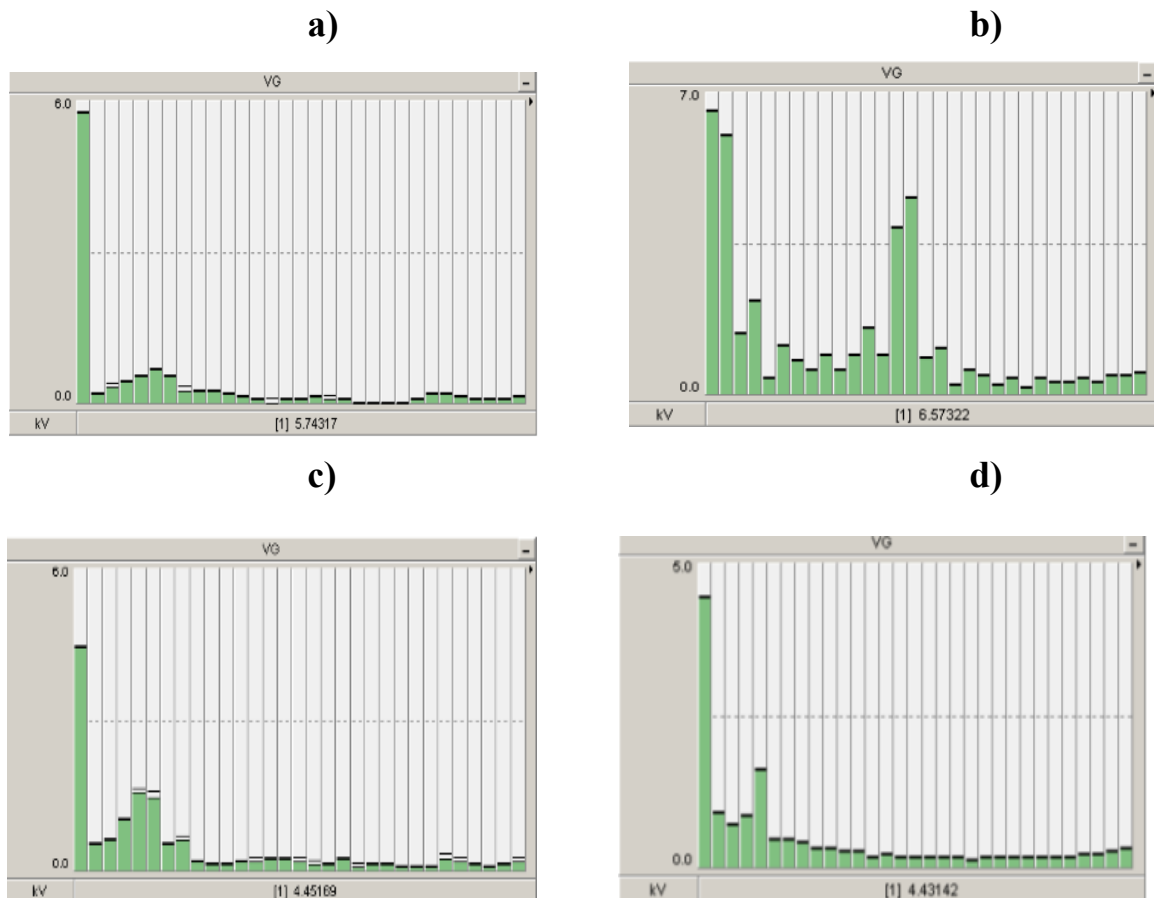 a)
VG
6.0
0.0
kV
[1] 5.74317
b)
VG
7.0
0.0
kV
[1] 6.57322
c)
VG
6.0
0.0
kV
[1] 4.45169
d)
VG
5.0
0.0
kV
[1] 4.43142